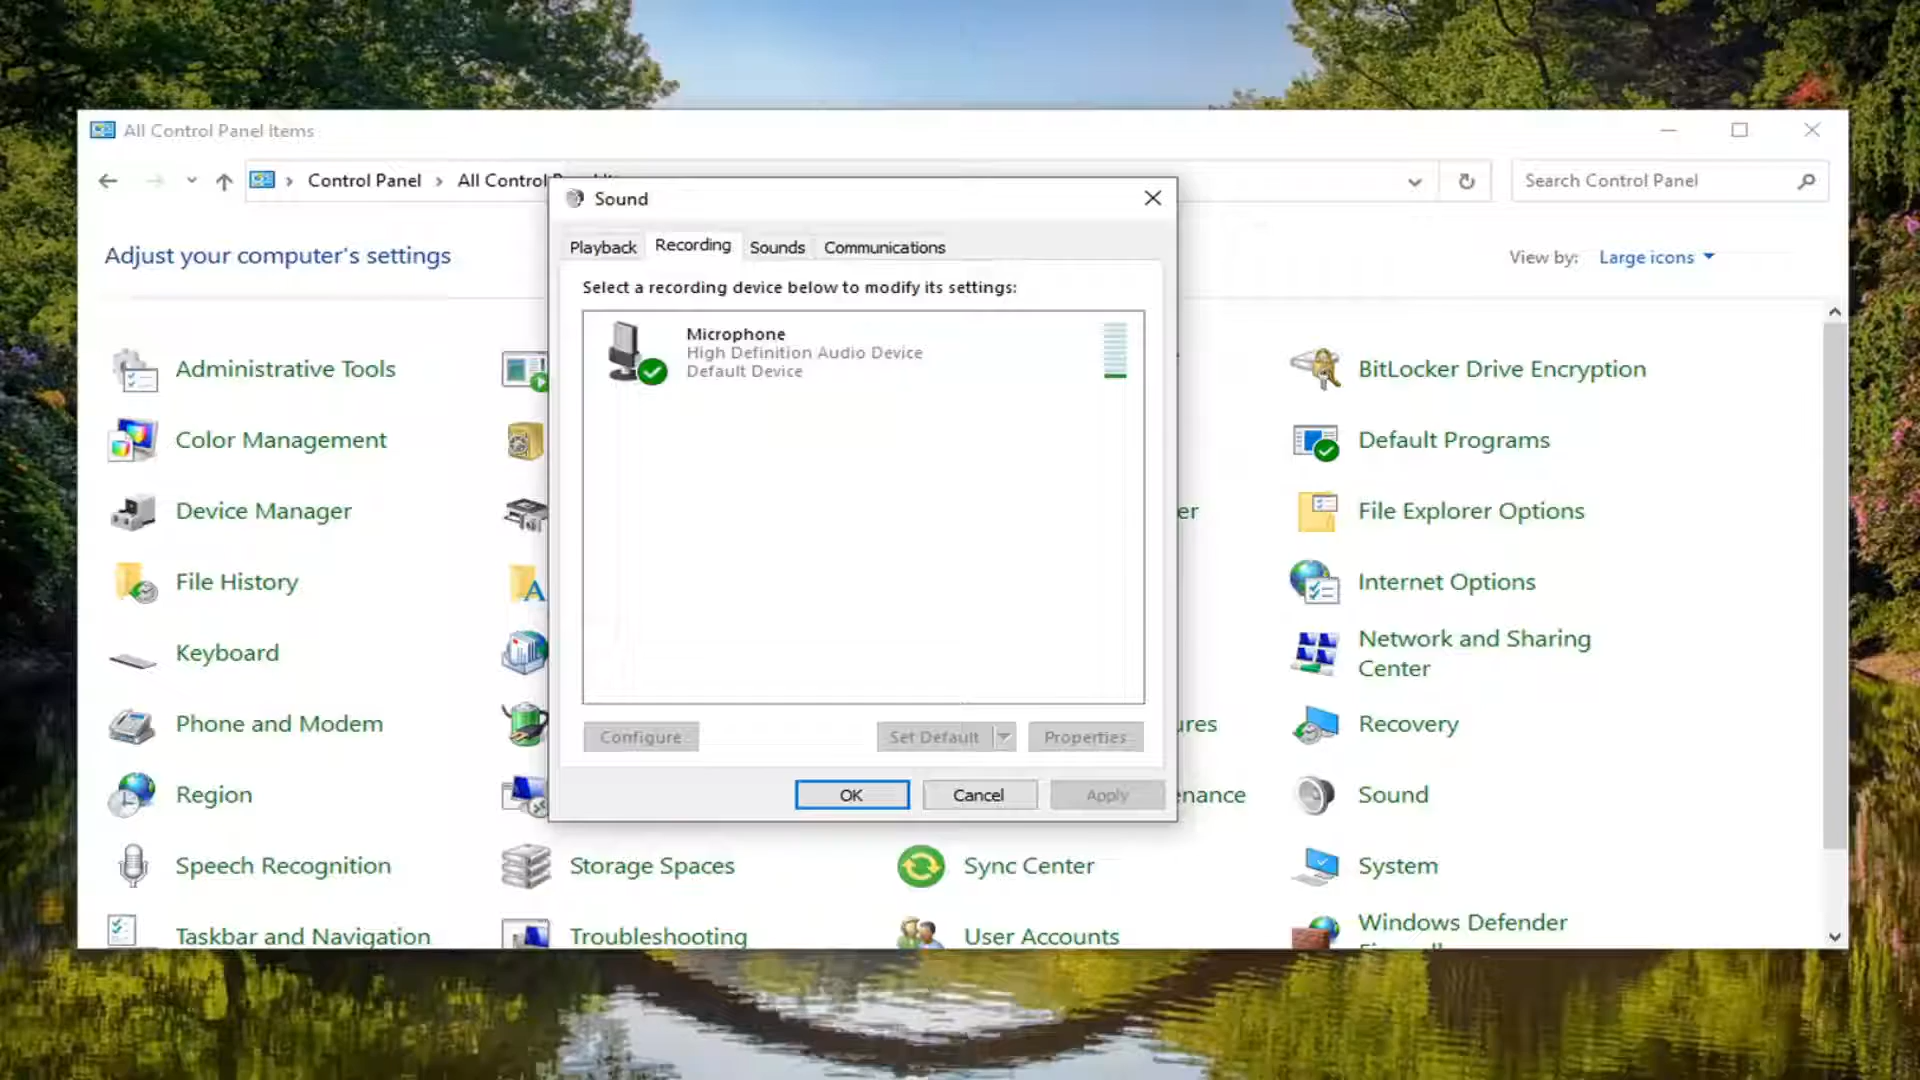 All Control Panel Items
Control Panel
All Control
Search Control Panel
Adjust your computer's settings
View by:
Large icons
Sound
Playback
Recording
Sounds
Communications
Select a recording device below to modify its settings:
Microphone
High Definition Audio Device
Default Device
Configure
Set Default
Properties
OK
Cancel
Apply
Administrative Tools
BitLocker Drive Encryption
Color Management
Default Programs
Device Manager
er
File Explorer Options
File History
Internet Options
Keyboard
Network and Sharing
Center
Phone and Modem
ures
Recovery
Region
enance
Sound
Speech Recognition
Storage Spaces
Sync Center
System
Taskbar and Navigation
Troubleshooting
User Accounts
Windows Defender